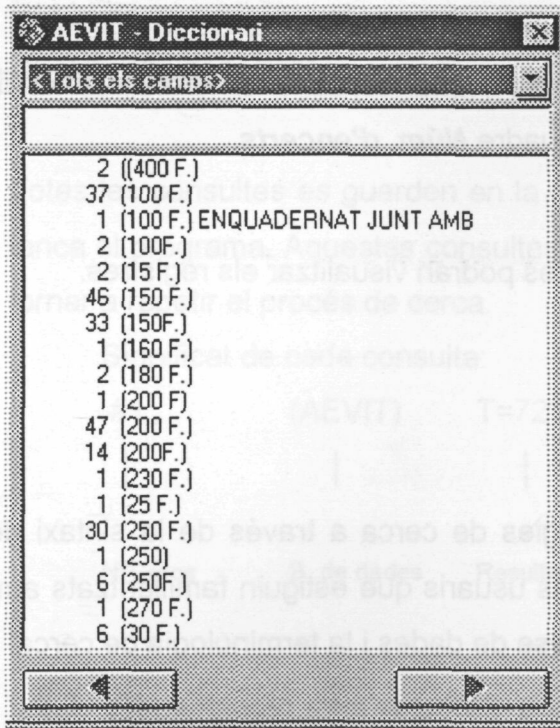 AEVIT - Diccionari
<Tots els camps>
2 ((400 F.)
37 (100 F.)
1 (100 F.) ENQUADERNAT JUNT AMB
2 (100F.)
2 (15 F.)
46 (150 F.)
33 (150F.)
1 (160 F.)
2 (180 F.)
1 (200 F)
47 (200 F.)
14 (200F.)
1 (230 F.)
1 (25 F.)
30 (250 F.)
1 (250)
6 (250F.)
1 (270 F.)
6 (30 F.)